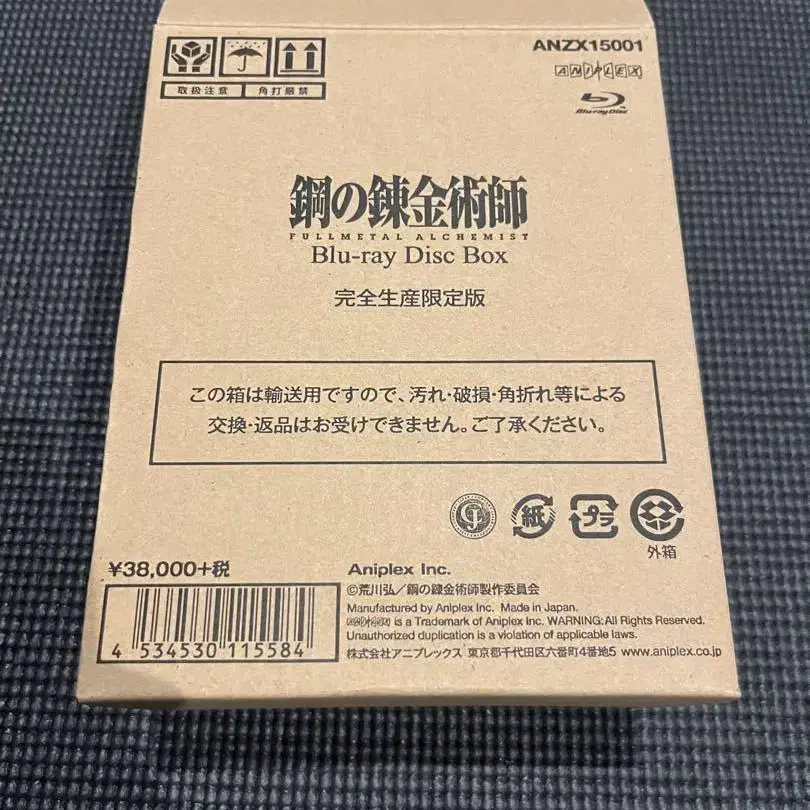 取扱注意 角打厳禁
ANZX15001
ANIPLEX
Blu-ray Disc
鋼の錬金術師
FULLMETAL ALCHEMIST
Blu-ray Disc Box
完全生産限定版
この箱は輸送用ですので、汚れ・破損・角折れ等による
交換・返品はお受けできません。ご了承ください。
紙
プラ
外箱
¥38,000+税
4 534530 115584
Aniplex Inc.
©荒川弘／鋼の錬金術師製作委員会
Manufactured by Aniplex Inc. Made in Japan.
ANIPLEX is a Trademark of Aniplex Inc. WARNING: All Rights Reserved.
Unauthorized duplication is a violation of applicable laws.
株式会社アニプレックス 東京都千代田区六番町4番地5 www.aniplex.co.jp